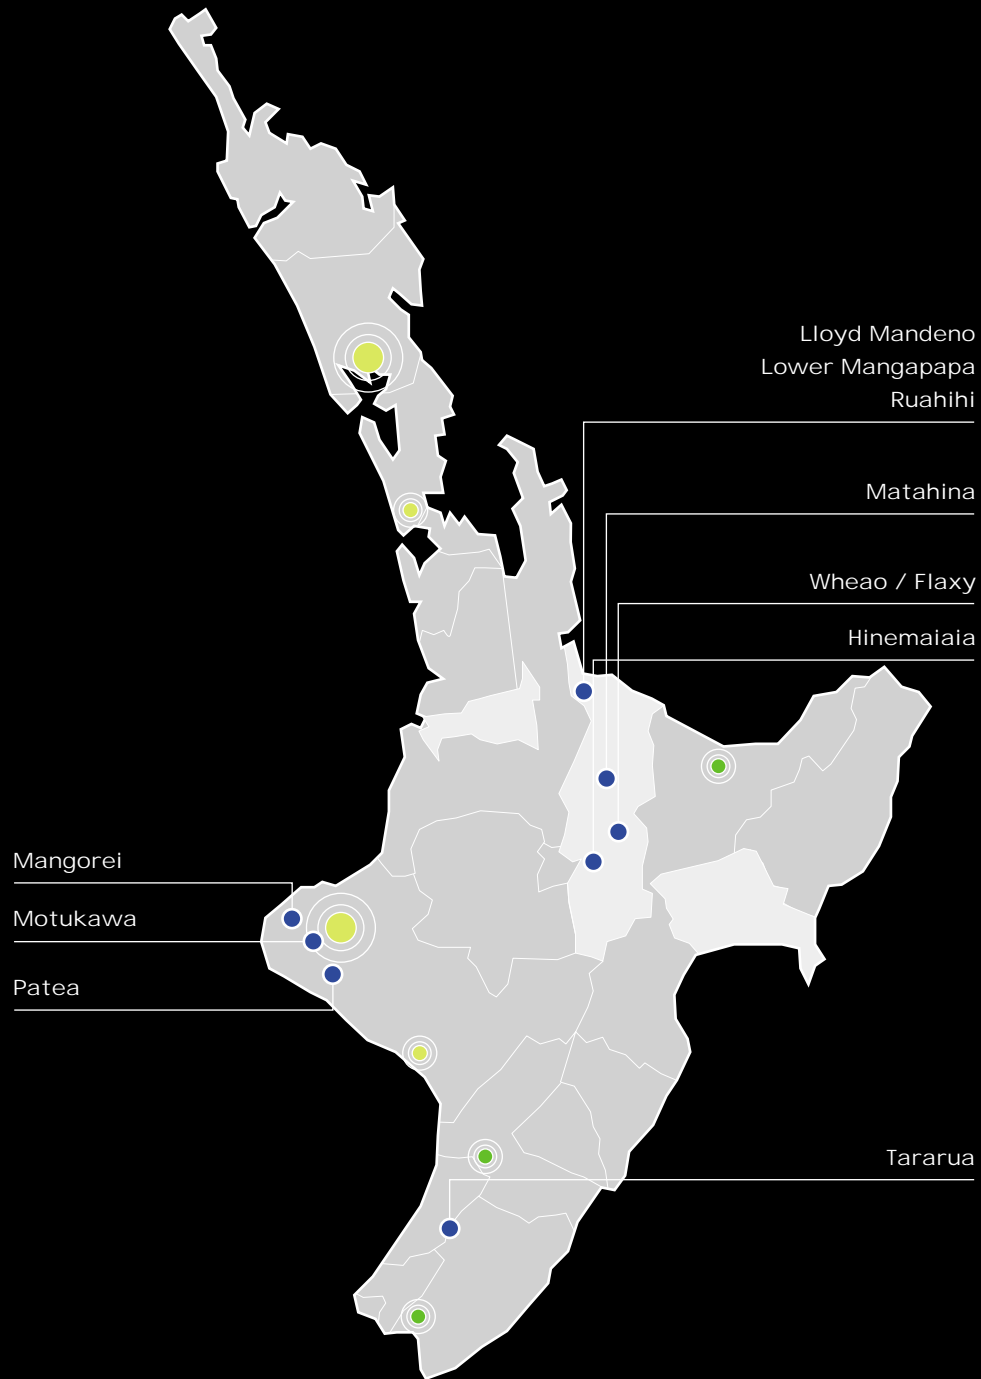 Lloyd Mandeno
Lower Mangapapa
Ruahihi
Matahina
Wheao / Flaxy
Hinemaiaia
Mangorei
Motukawa
Patea
Tararua